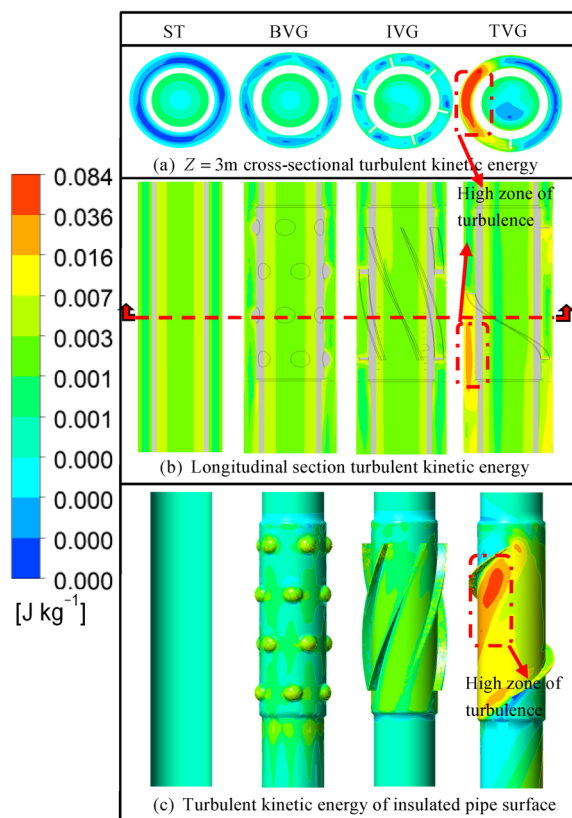 ST BVG IVG TVG
(a) Z = 3m cross-sectional turbulent kinetic energy
High zone of
turbulence
0.084
0.036
0.016
0.007
0.003
0.001
0.001
0.000
0.000
0.000
[J kg⁻¹]
(b) Longitudinal section turbulent kinetic energy
High zone of
turbulence
(c) Turbulent kinetic energy of insulated pipe surface